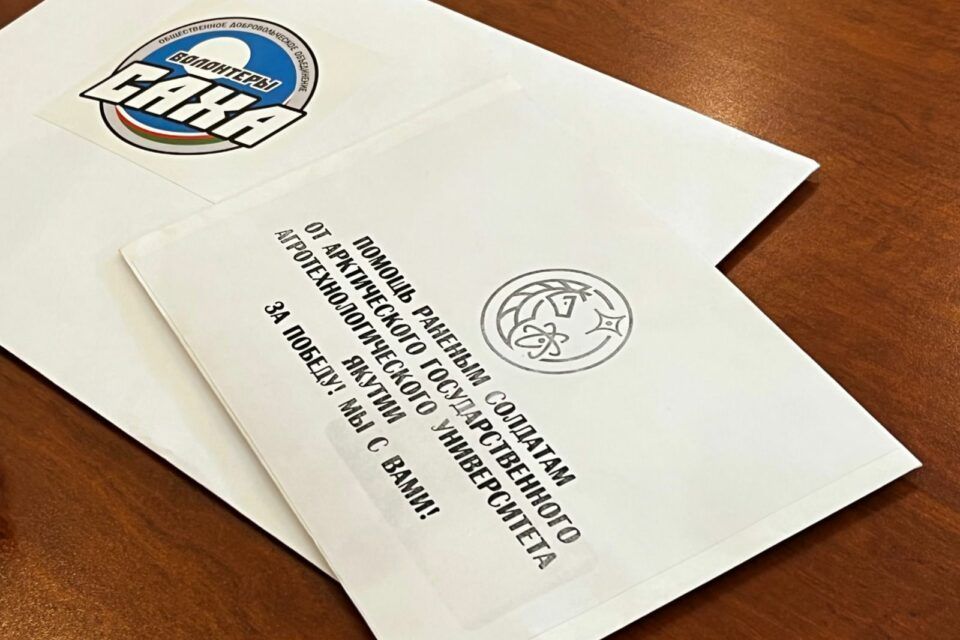 ОБЩЕСТВЕННОЕ ДОБРОВОЛЬЧЕСКОЕ ОБЪЕДИНЕНИЕ
ВОЛОНТЕРЫ
САХА
ПОМОЩЬ РАНЕНЫМ СОЛДАТАМ
ОТ АРКТИЧЕСКОГО ГОСУДАРСТВЕННОГО
АГРОТЕХНОЛОГИЧЕСКОГО УНИВЕРСИТЕТА
ЯКУТИИ
ЗА ПОБЕДУ! МЫ С ВАМИ!